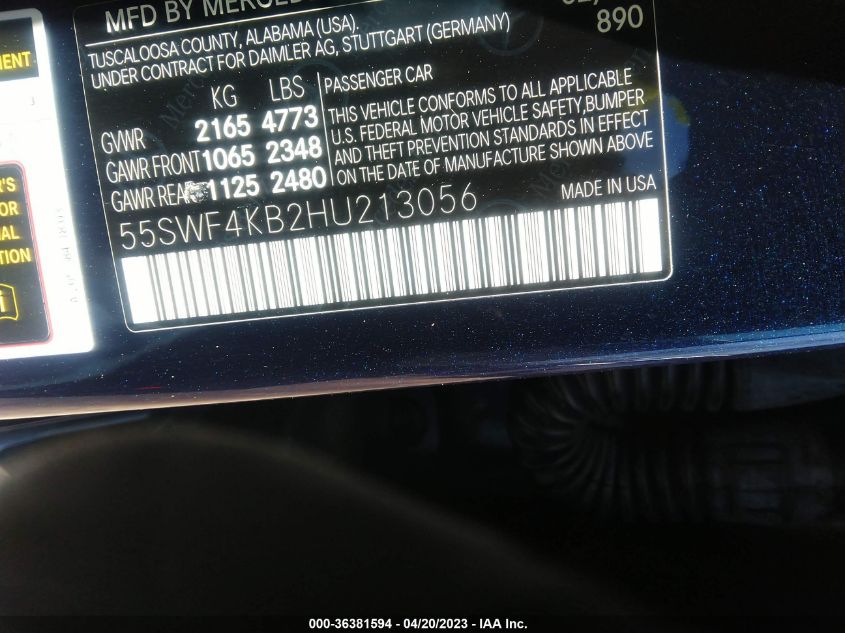 MFD BY MERCED
890
TUSCALOOSA COUNTY, ALABAMA (USA).
UNDER CONTRACT FOR DAIMLER AG, STUTTGART (GERMANY)
KG LBS
GVWR 2165 4773
GAWR FRONT 1065 2348
GAWR REA 1125 2480
PASSENGER CAR
THIS VEHICLE CONFORMS TO ALL APPLICABLE
U.S. FEDERAL MOTOR VEHICLE SAFETY, BUMPER
AND THEFT PREVENTION STANDARDS IN EFFECT
ON THE DATE OF MANUFACTURE SHOWN ABOVE
55SWF4KB2HU213056
MADE IN USA
000-36381594 - 04/20/2023 - IAA Inc.